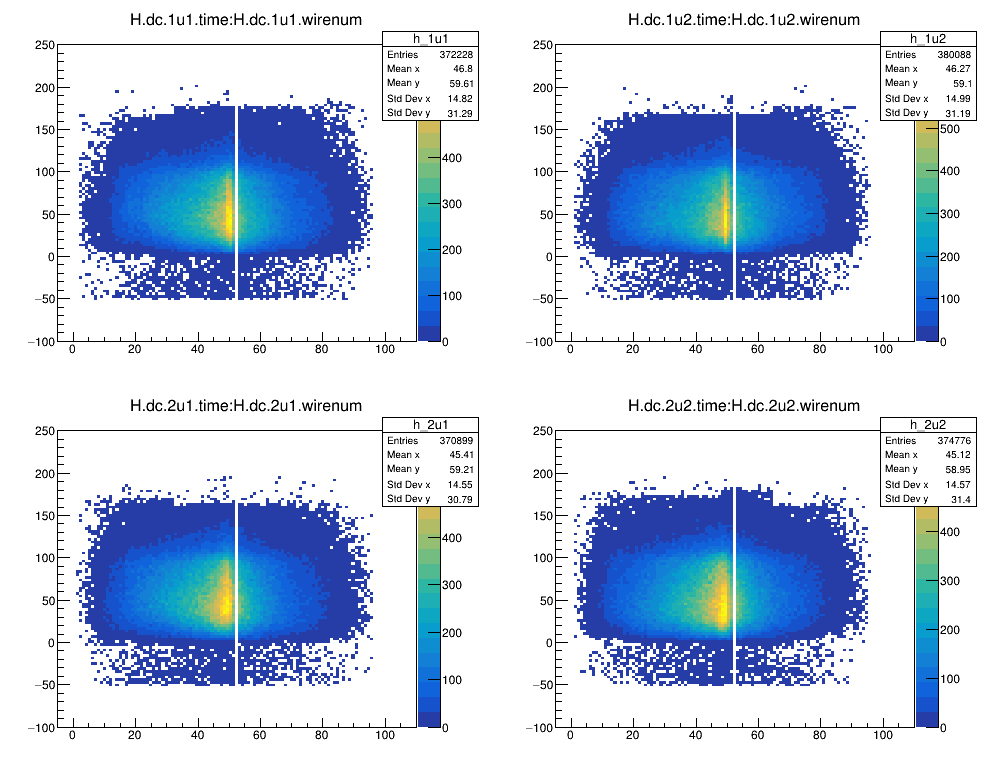 H.dc.1u1.time:H.dc.1u1.wirenum
h_1u1
Entries 372228
Mean x 46.8
Mean y 59.61
Std Dev x 14.82
Std Dev y 31.29
250
200
150
100
50
0
−50
−100
0 20 40 60 80 100
400
300
200
100
0
H.dc.1u2.time:H.dc.1u2.wirenum
h_1u2
Entries 380088
Mean x 46.27
Mean y 59.1
Std Dev x 14.99
Std Dev y 31.19
250
200
150
100
50
0
−50
−100
0 20 40 60 80 100
500
400
300
200
100
0
H.dc.2u1.time:H.dc.2u1.wirenum
h_2u1
Entries 370899
Mean x 45.41
Mean y 59.21
Std Dev x 14.55
Std Dev y 30.79
250
200
150
100
50
0
−50
−100
0 20 40 60 80 100
400
300
200
100
0
H.dc.2u2.time:H.dc.2u2.wirenum
h_2u2
Entries 374776
Mean x 45.12
Mean y 58.95
Std Dev x 14.57
Std Dev y 31.4
250
200
150
100
50
0
−50
−100
0 20 40 60 80 100
400
300
200
100
0